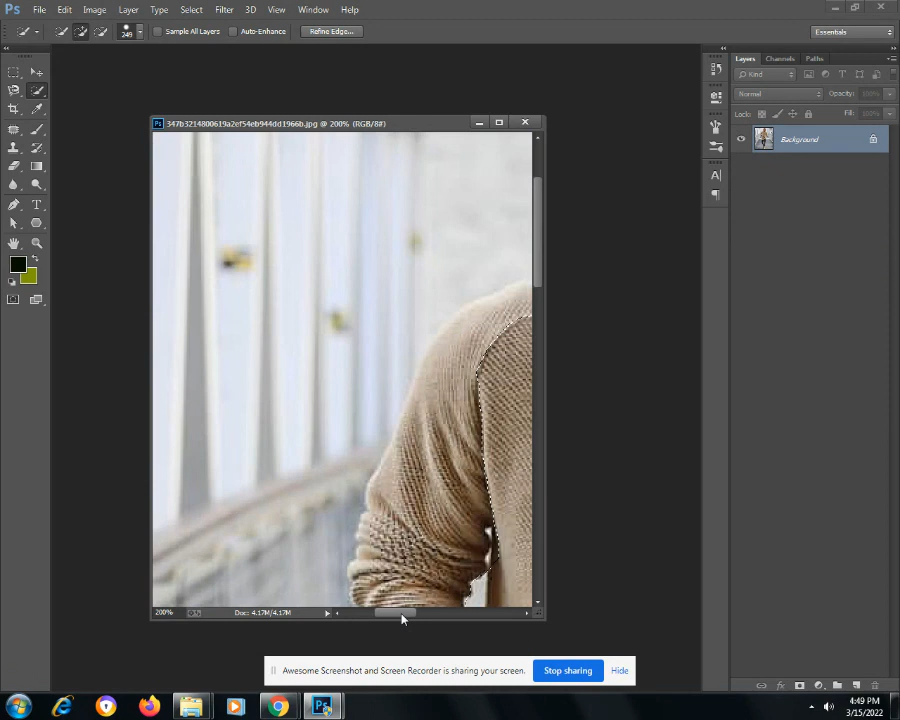 Ps File Edit Image Layer Type Select Filter 3D View Window Help
249 Sample All Layers Auto-Enhance Refine Edge... Essentials
Layers Channels Paths
Kind
Normal Opacity: 100%
Lock: Fill: 100%
Background
347b3214800619a2ef54eb944dd1966b.jpg @ 200% (RGB/8#)
200% Doc: 4.17M/4.17M
Awesome Screenshot and Screen Recorder is sharing your screen. Stop sharing Hide
4:49 PM
3/15/2022